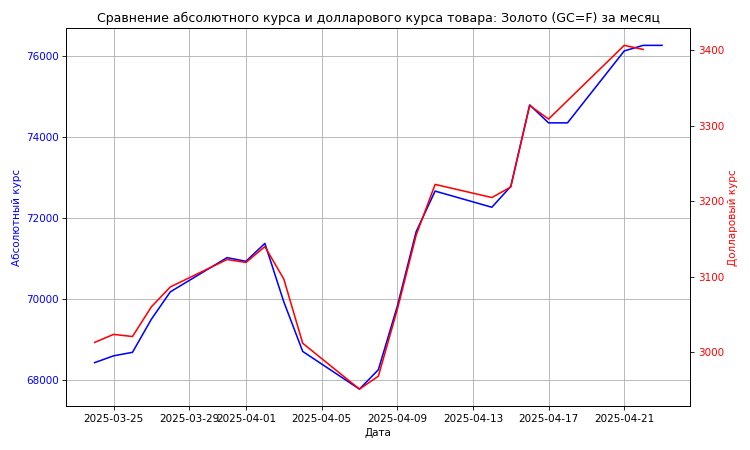 Сравнение абсолютного курса и долларового курса товара: Золото (GC=F) за месяц
Абсолютный курс
76000
74000
72000
70000
68000
3400
3300
3200
3100
3000
Долларовый курс
2025-03-25 2025-03-29 2025-04-01 2025-04-05 2025-04-09 2025-04-13 2025-04-17 2025-04-21
Дата